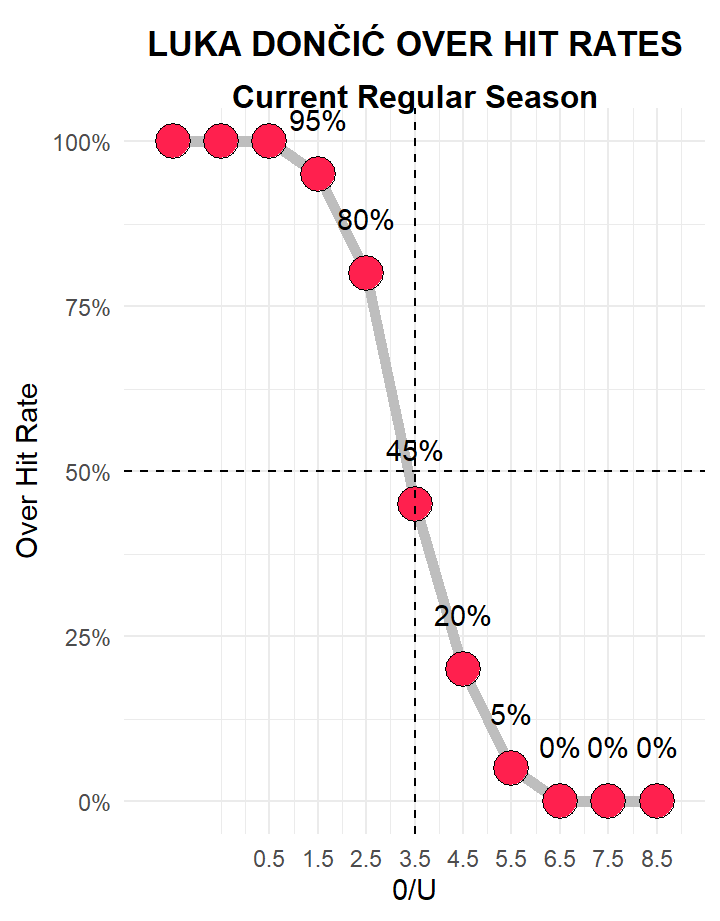 LUKA DONČIĆ OVER HIT RATES
Current Regular Season
95%
100%
80%
75%
45%
50%
20%
25%
5%
0% 0% 0%
0%
Over Hit Rate
0.5 1.5 2.5 3.5 4.5 5.5 6.5 7.5 8.5
0/U